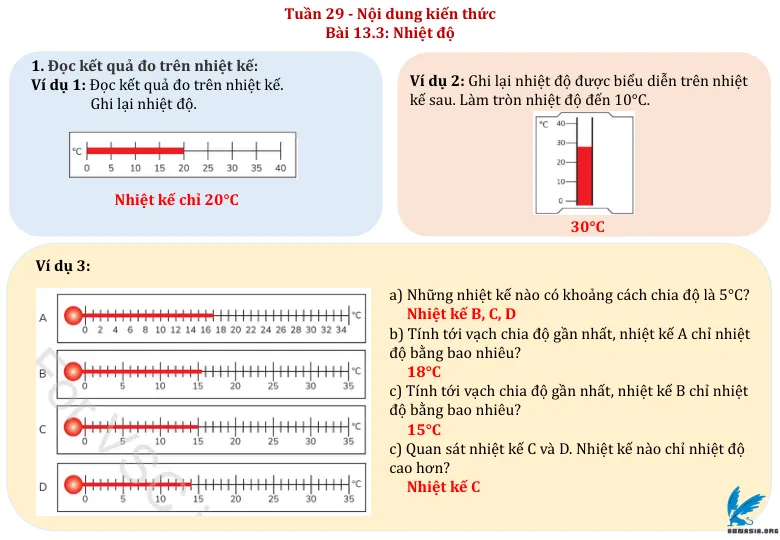 Tuần 29 - Nội dung kiến thức
Bài 13.3: Nhiệt độ
1. Đọc kết quả đo trên nhiệt kế:
Ví dụ 1: Đọc kết quả đo trên nhiệt kế.
Ghi lại nhiệt độ.
°C
0 5 10 15 20 25 30 35 40
Nhiệt kế chỉ 20°C
Ví dụ 2: Ghi lại nhiệt độ được biểu diễn trên nhiệt
kế sau. Làm tròn nhiệt độ đến 10°C.
°C 40
30
20
10
0
30°C
Ví dụ 3:
A
°C
0 2 4 6 8 10 12 14 16 18 20 22 24 26 28 30 32 34
B
°C
0 5 10 15 20 25 30 35
C
°C
0 5 10 15 20 25 30 35
D
°C
0 5 10 15 20 25 30 35
a) Những nhiệt kế nào có khoảng cách chia độ là 5°C?
Nhiệt kế B, C, D
b) Tính tới vạch chia độ gần nhất, nhiệt kế A chỉ nhiệt
độ bằng bao nhiêu?
18°C
c) Tính tới vạch chia độ gần nhất, nhiệt kế B chỉ nhiệt
độ bằng bao nhiêu?
15°C
c) Quan sát nhiệt kế C và D. Nhiệt kế nào chỉ nhiệt độ
cao hơn?
Nhiệt kế C
For VSC
ABNASIA.ORG